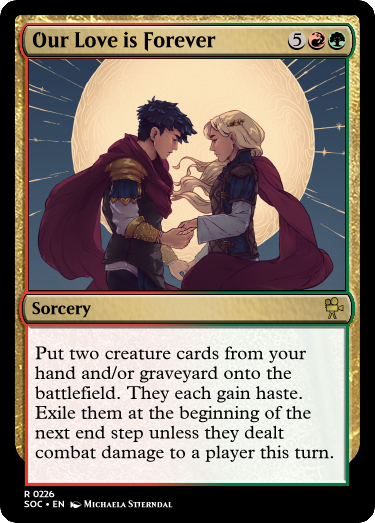 Our Love is Forever 5
Sorcery
Put two creature cards from your
hand and/or graveyard onto the
battlefield. They each gain haste.
Exile them at the beginning of the
next end step unless they dealt
combat damage to a player this turn.
R 0226
SOC • EN Michaela Stjerndal